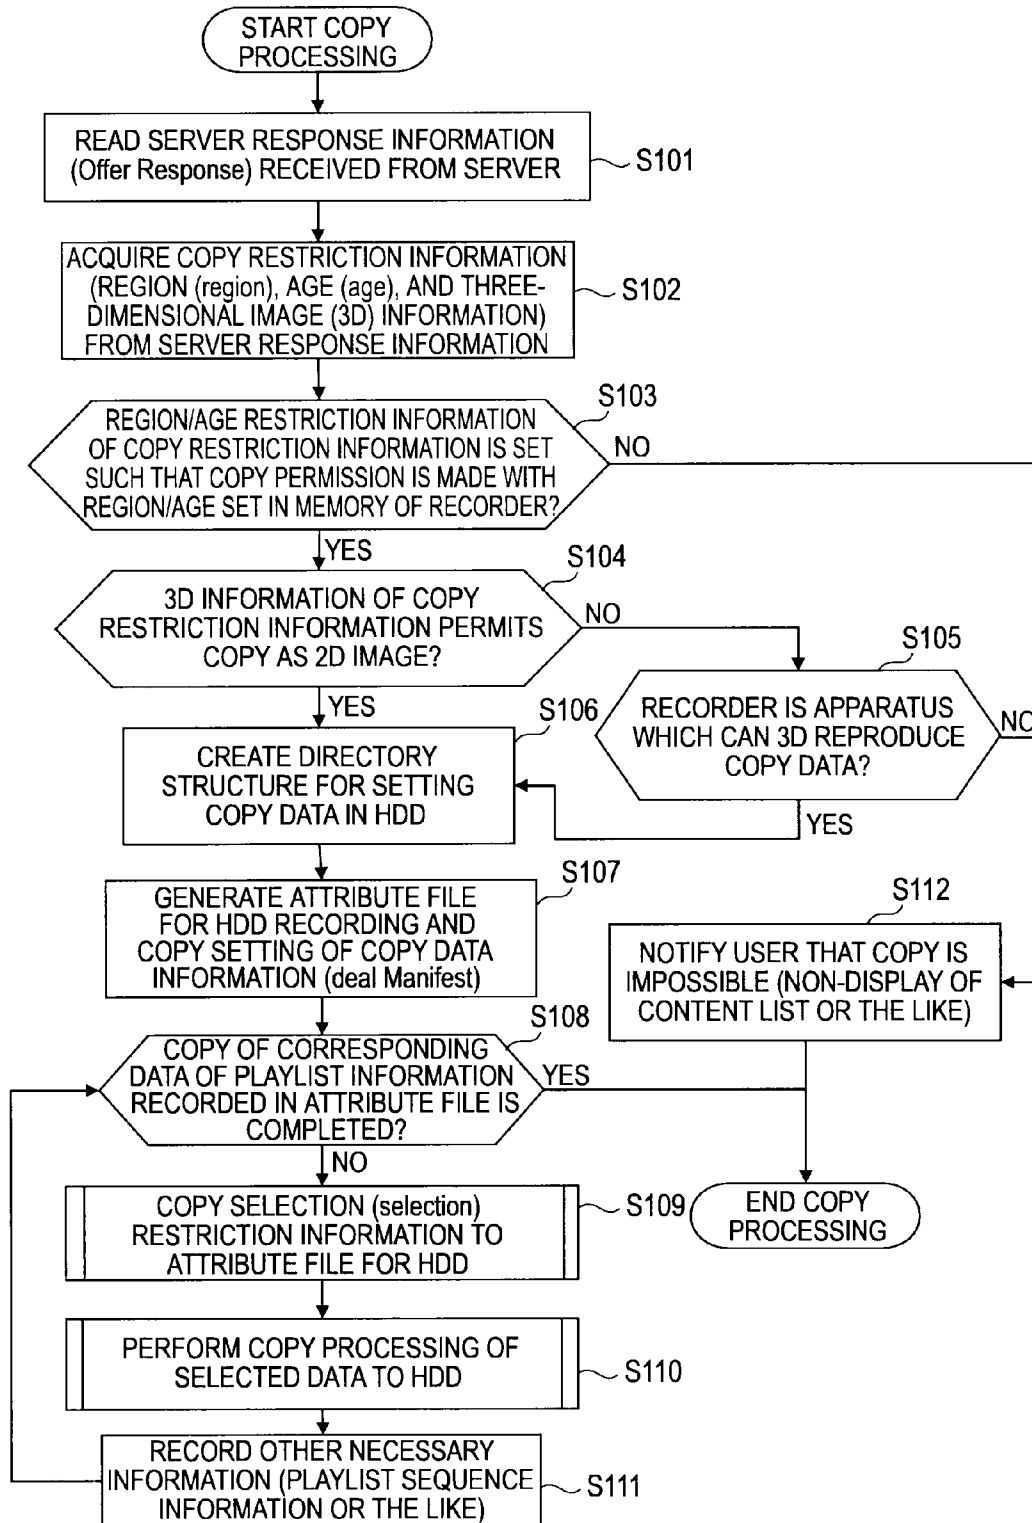 START COPY
PROCESSING
READ SERVER RESPONSE INFORMATION
(Offer Response) RECEIVED FROM SERVER
S101
ACQUIRE COPY RESTRICTION INFORMATION
(REGION (region), AGE (age), AND THREE-
DIMENSIONAL IMAGE (3D) INFORMATION)
FROM SERVER RESPONSE INFORMATION
S102
S103
REGION/AGE RESTRICTION INFORMATION
OF COPY RESTRICTION INFORMATION IS SET
SUCH THAT COPY PERMISSION IS MADE WITH
REGION/AGE SET IN MEMORY OF RECORDER?
NO
YES
S104
3D INFORMATION OF COPY
RESTRICTION INFORMATION PERMITS
COPY AS 2D IMAGE?
NO
YES
S105
RECORDER IS APPARATUS
WHICH CAN 3D REPRODUCE
COPY DATA?
NO
YES
S106
CREATE DIRECTORY
STRUCTURE FOR SETTING
COPY DATA IN HDD
S107
GENERATE ATTRIBUTE FILE
FOR HDD RECORDING AND
COPY SETTING OF COPY DATA
INFORMATION (deal Manifest)
S112
NOTIFY USER THAT COPY IS
IMPOSSIBLE (NON-DISPLAY OF
CONTENT LIST OR THE LIKE)
S108
COPY OF CORRESPONDING
DATA OF PLAYLIST INFORMATION
RECORDED IN ATTRIBUTE FILE IS
COMPLETED?
YES
NO
COPY SELECTION (selection)
RESTRICTION INFORMATION TO
ATTRIBUTE FILE FOR HDD
S109
END COPY
PROCESSING
PERFORM COPY PROCESSING OF
SELECTED DATA TO HDD
S110
RECORD OTHER NECESSARY
INFORMATION (PLAYLIST SEQUENCE
INFORMATION OR THE LIKE)
S111